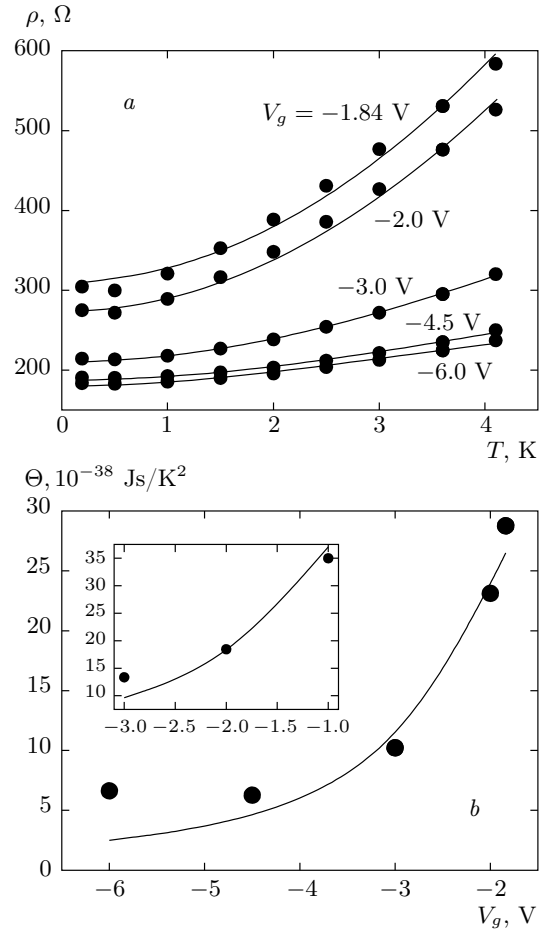 ρ, Ω
600
a
V_g = −1.84 V
500
−2.0 V
400
300
−3.0 V
−4.5 V
200
−6.0 V
0 1 2 3 4
T, K
Θ, 10⁻³⁸ Js/K²
30
35
30
25
25
20
15
20
10
−3.0 −2.5 −2.0 −1.5 −1.0
15
10
5
b
0
−6 −5 −4 −3 −2
V_g, V